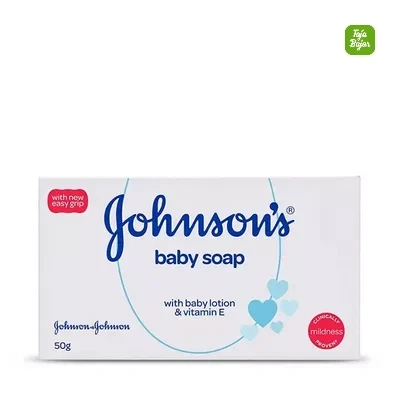 Taja
Bajar
with new
easy grip
Johnson's®
baby soap
with baby lotion
& vitamin E
CLINICALLY
mildness
PROVEN†
Johnson & Johnson
50g